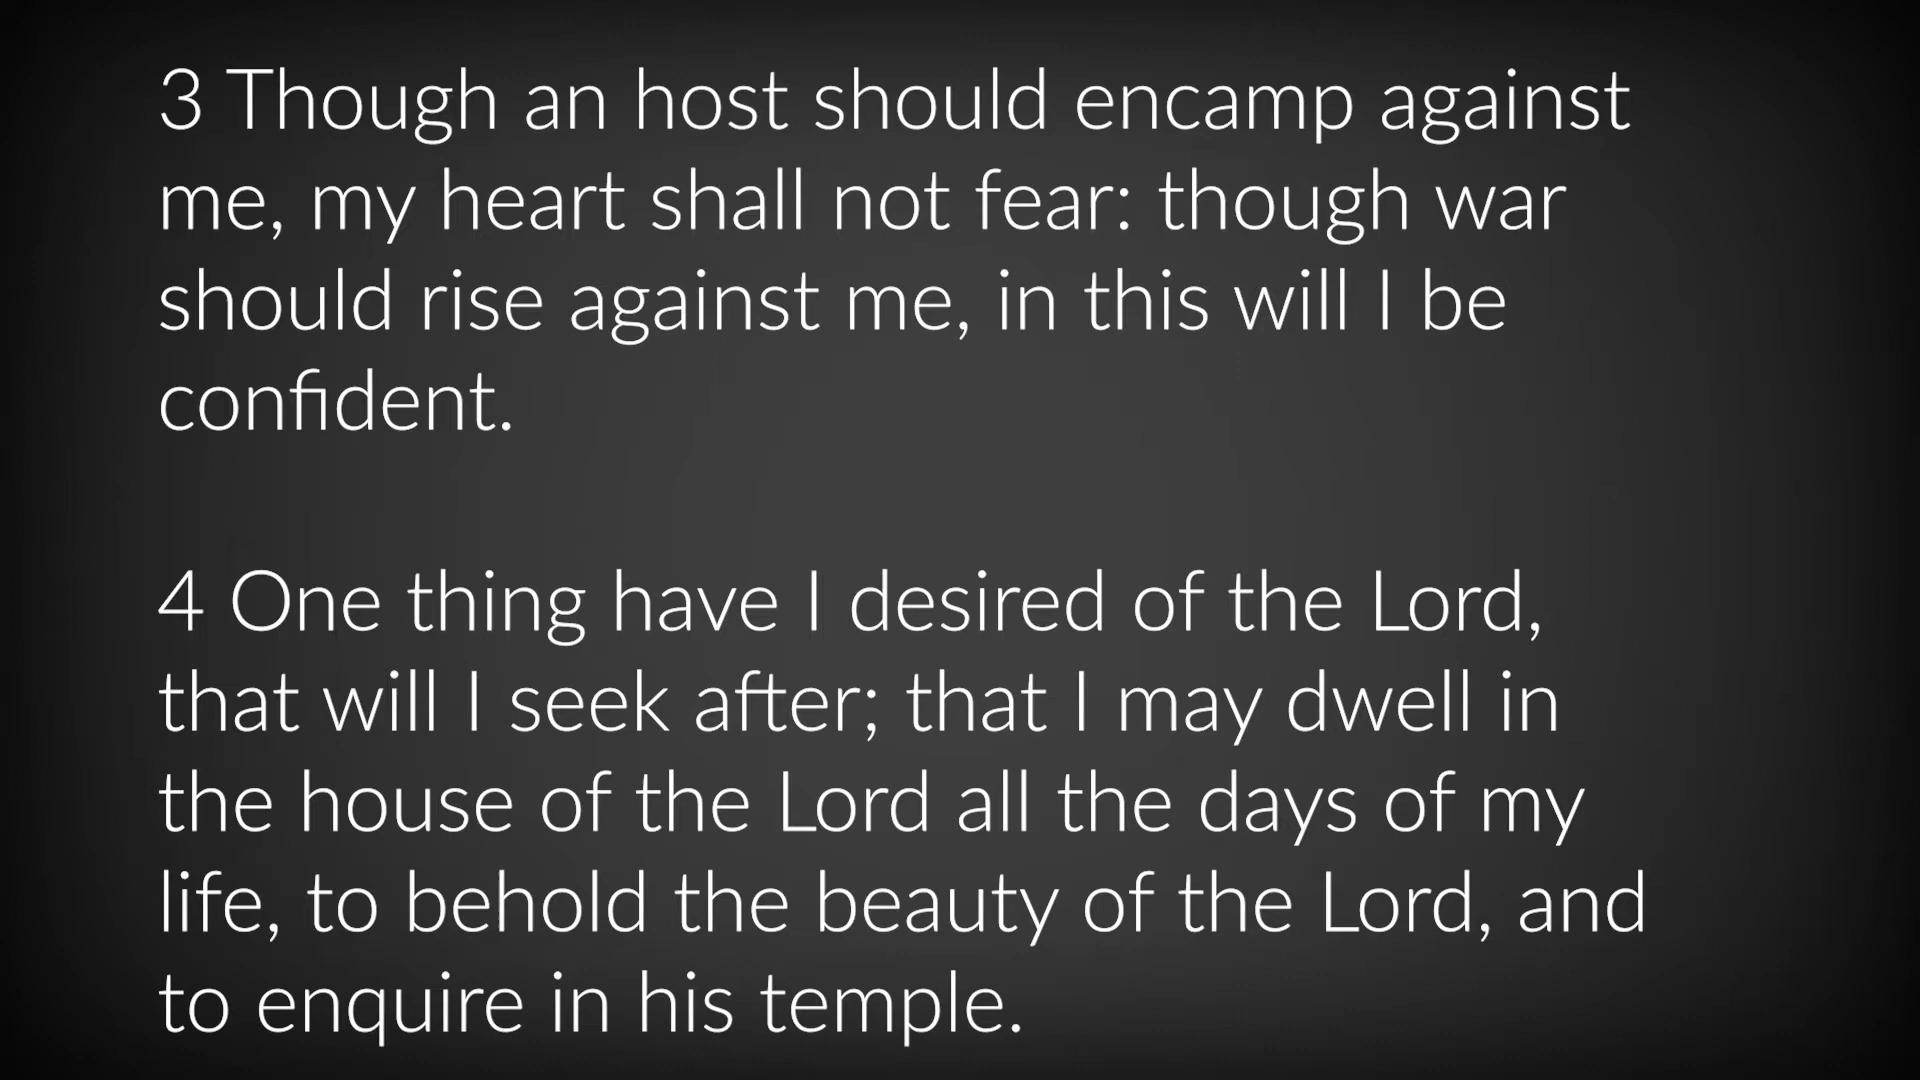 3 Though an host should encamp against
me, my heart shall not fear: though war
should rise against me, in this will I be
confident.
4 One thing have I desired of the Lord,
that will I seek after; that I may dwell in
the house of the Lord all the days of my
life, to behold the beauty of the Lord, and
to enquire in his temple.